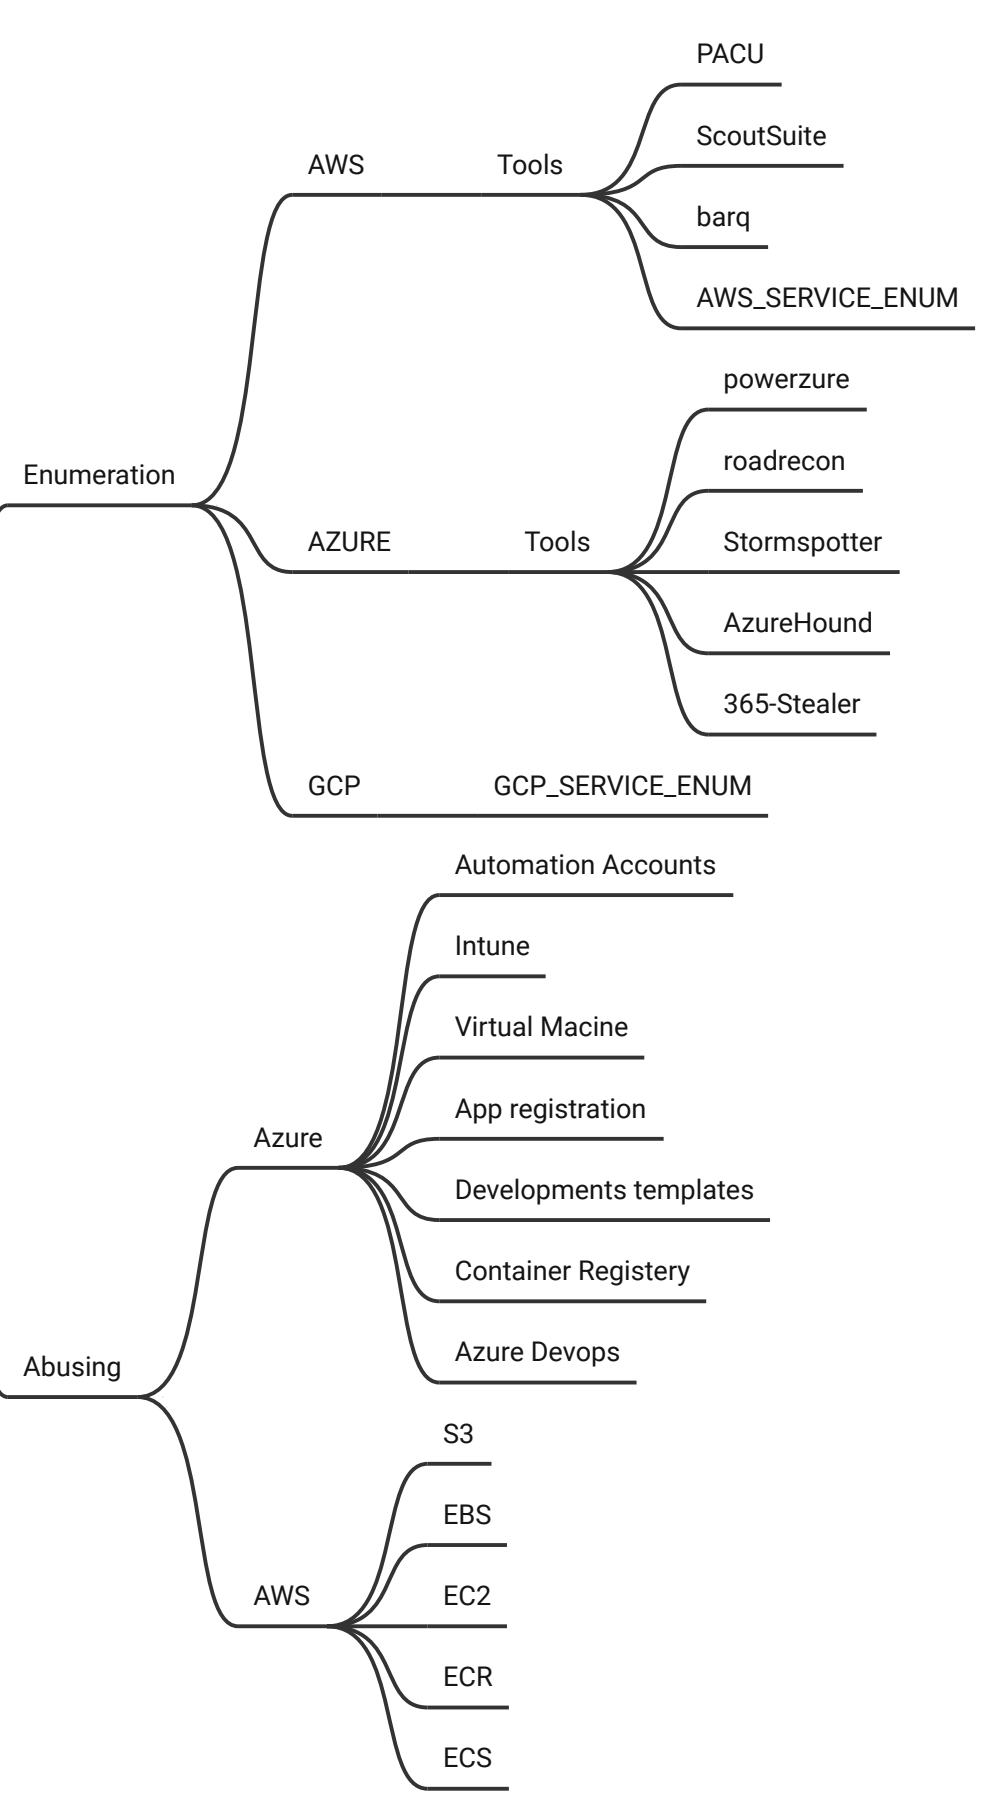 PACU
ScoutSuite
AWS Tools
barq
AWS_SERVICE_ENUM
powerzure
roadrecon
Enumeration
Stormspotter
AZURE Tools
AzureHound
365-Stealer
GCP GCP_SERVICE_ENUM
Automation Accounts
Intune
Virtual Macine
App registration
Azure
Developments templates
Container Registery
Azure Devops
Abusing
S3
EBS
EC2
AWS
ECR
ECS